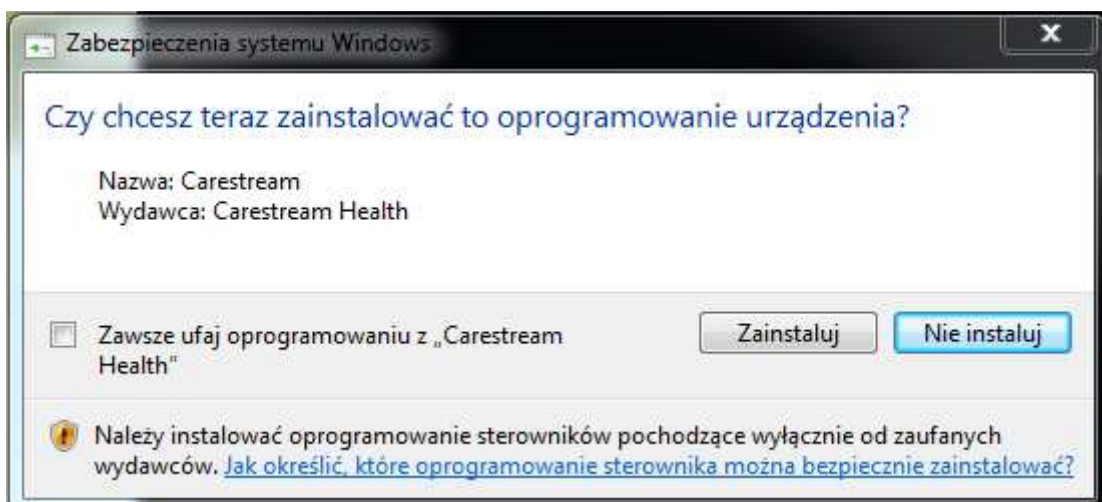 Zabezpieczenia systemu Windows
x
Czy chcesz teraz zainstalować to oprogramowanie urządzenia?
Nazwa: Carestream
Wydawca: Carestream Health
Zawsze ufaj oprogramowaniu z „Carestream
Health”
Zainstaluj
Nie instaluj
Należy instalować oprogramowanie sterowników pochodzące wyłącznie od zaufanych
wydawców. Jak określić, które oprogramowanie sterownika można bezpiecznie zainstalować?